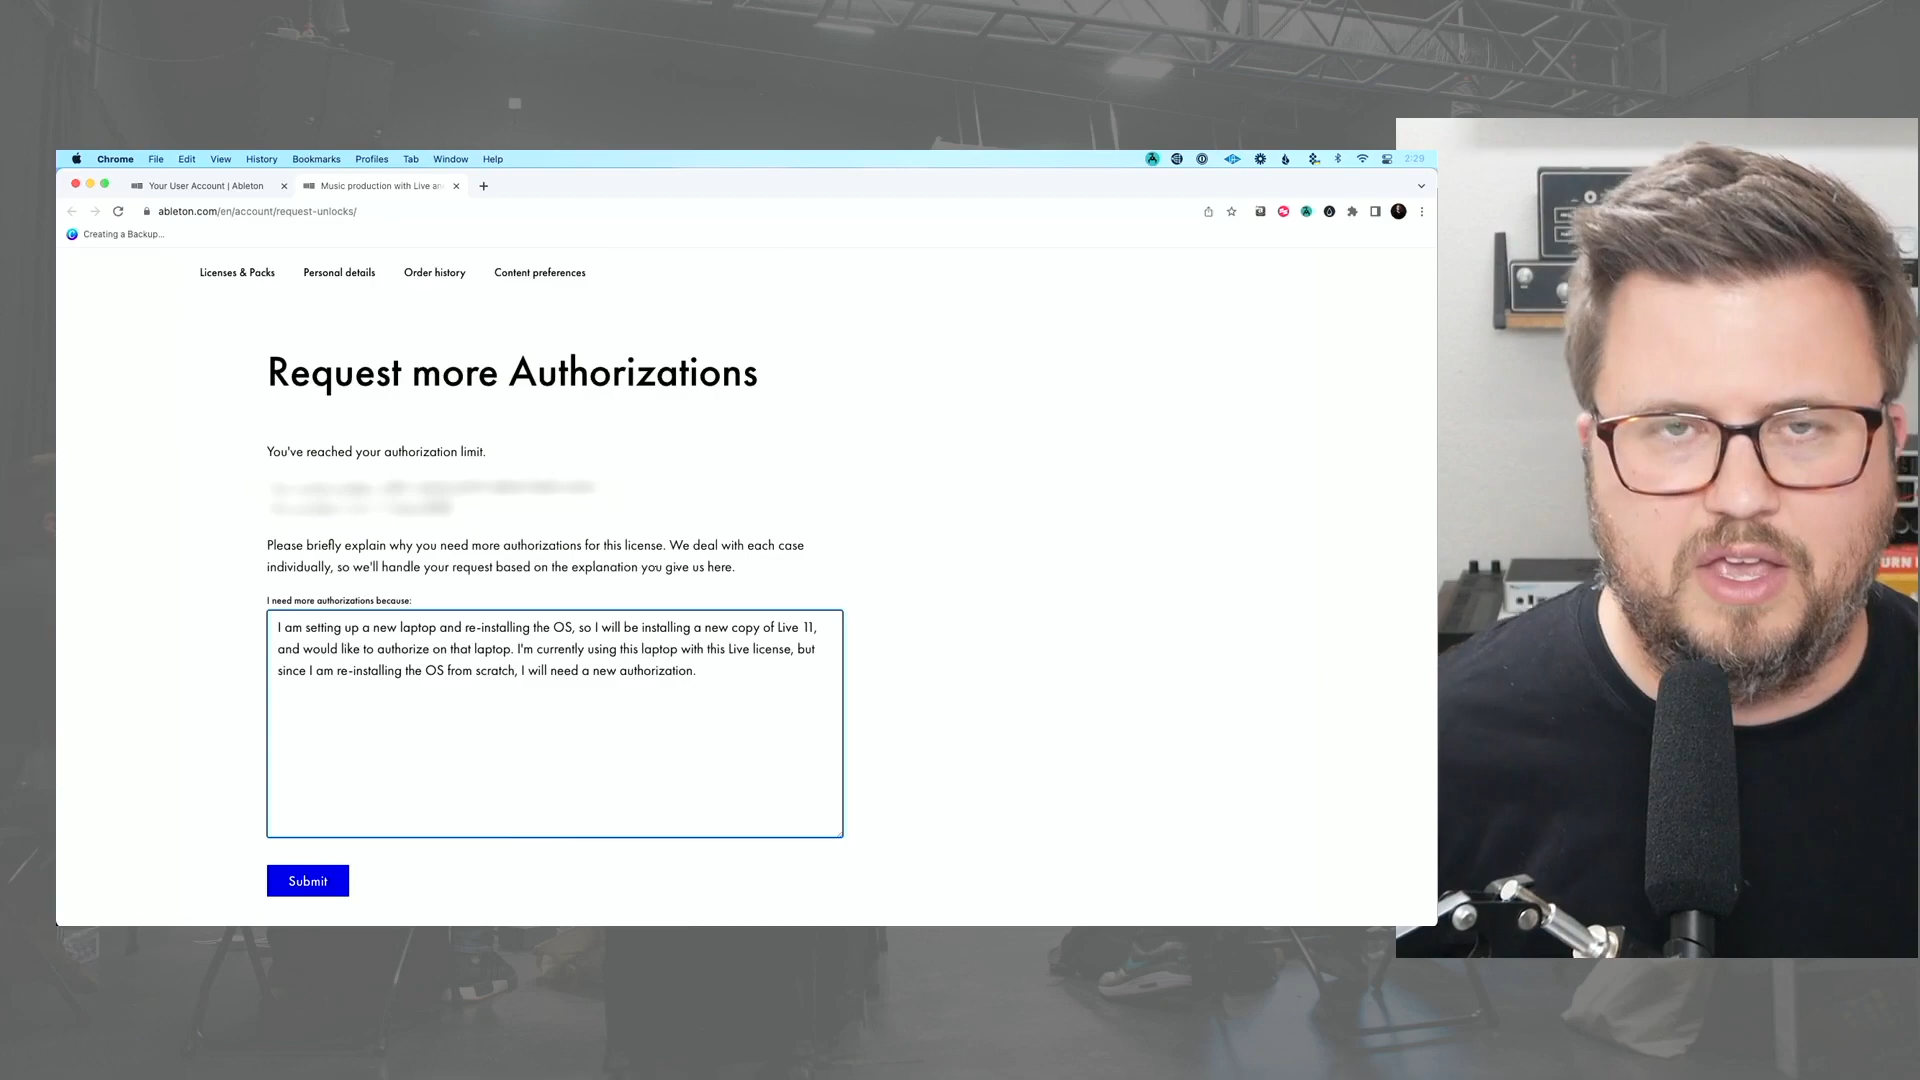 Chrome File Edit View History Bookmarks Profiles Tab Window Help 2:29
Your User Account | Ableton Music production with Live an
ableton.com/en/account/request-unlocks/
Creating a Backup...
Licenses & Packs Personal details Order history Content preferences
Request more Authorizations
You've reached your authorization limit.
Please briefly explain why you need more authorizations for this license. We deal with each case
individually, so we'll handle your request based on the explanation you give us here.
I need more authorizations because:
I am setting up a new laptop and re-installing the OS, so I will be installing a new copy of Live 11,
and would like to authorize on that laptop. I'm currently using this laptop with this Live license, but
since I am re-installing the OS from scratch, I will need a new authorization.
Submit
URN